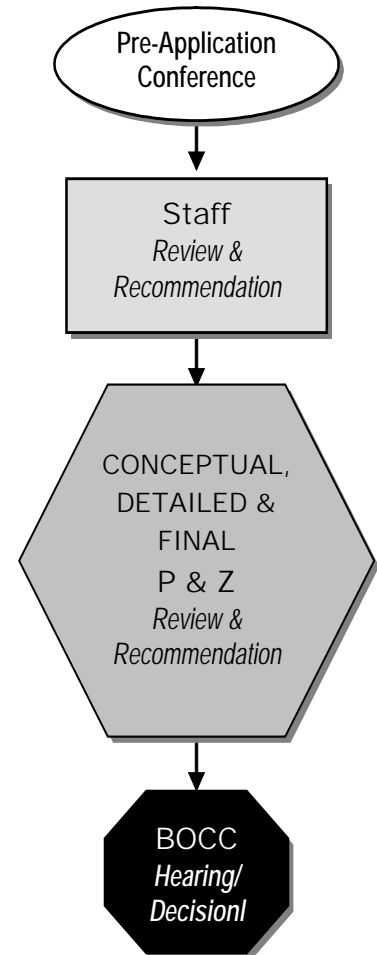 Pre-Application
Conference
Staff
Review &
Recommendation
CONCEPTUAL,
DETAILED &
FINAL
P & Z
Review &
Recommendation
BOCC
Hearing/
DecisionI